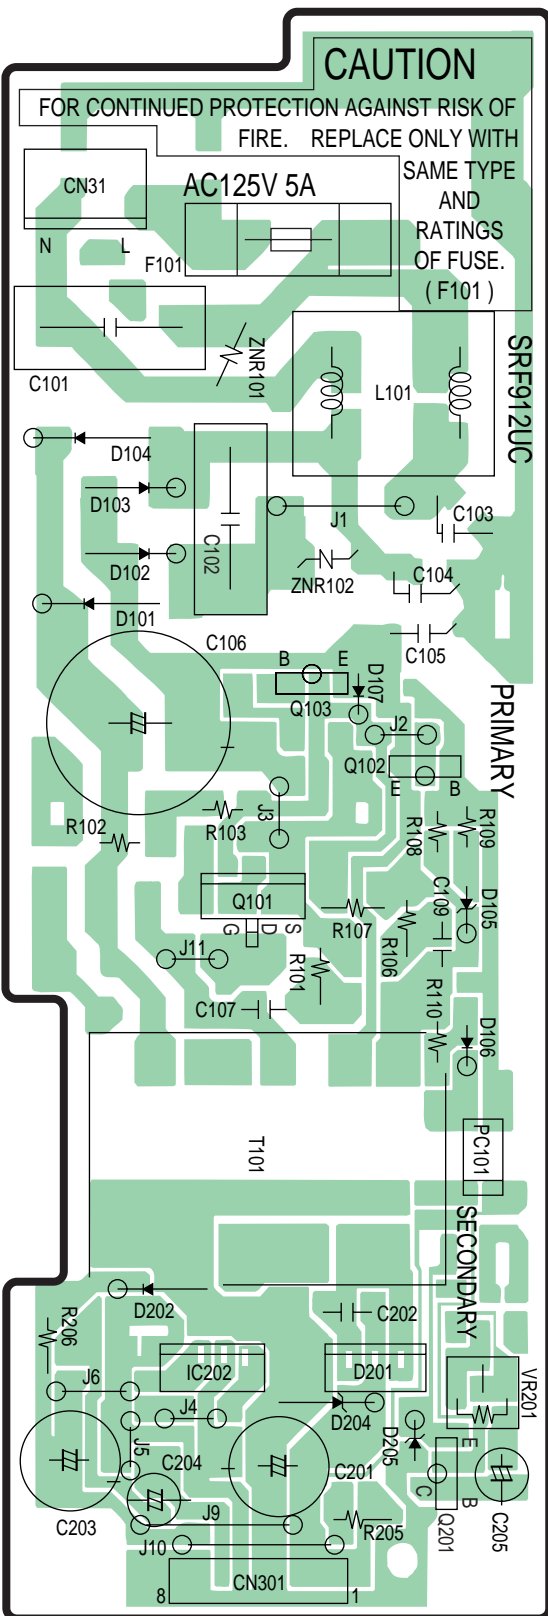 CAUTION
FOR CONTINUED PROTECTION AGAINST RISK OF
FIRE. REPLACE ONLY WITH
SAME TYPE
AND
RATINGS
OF FUSE.
( F101 )
CN31
AC125V 5A
N
L
F101
C101
ZNR101
L101
SRF912UC
D104
D103
C102
J1
C103
D102
ZNR102
C104
D101
C106
C105
B
E
Q103
D107
PRIMARY
J2
Q102
E
B
R102
R103
J3
R108
R109
Q101
G
D
S
R107
R106
C109
D105
J11
R101
C107
R110
D106
T101
PC101
SECONDARY
D202
C202
R206
IC202
D201
VR201
J6
J4
D204
D205
J5
C204
C201
E
C
B
Q201
C205
C203
J9
R205
J10
CN301
8
1